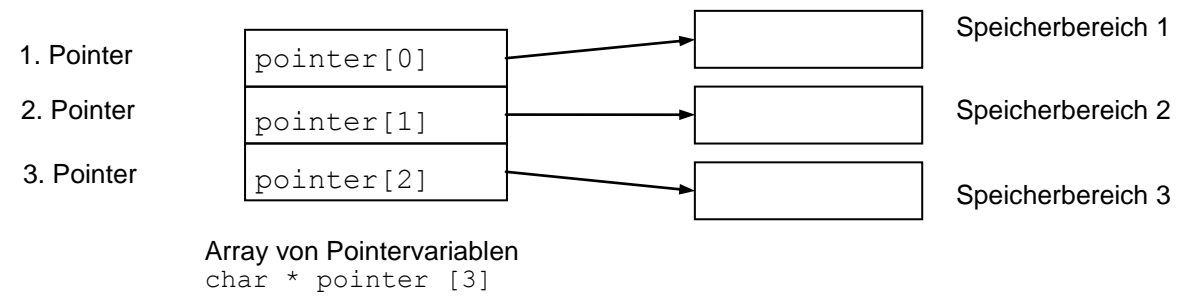 Speicherbereich 1
1. Pointer
pointer[0]
2. Pointer
pointer[1]
Speicherbereich 2
3. Pointer
pointer[2]
Speicherbereich 3
Array von Pointervariablen
char * pointer [3]